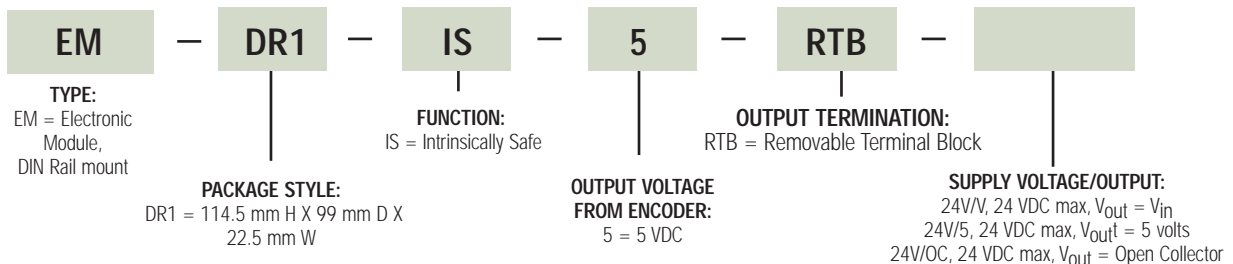 EM – DR1 – IS – 5 – RTB –
TYPE:
EM = Electronic
Module,
DIN Rail mount
PACKAGE STYLE:
DR1 = 114.5 mm H X 99 mm D X
22.5 mm W
FUNCTION:
IS = Intrinsically Safe
OUTPUT VOLTAGE
FROM ENCODER:
5 = 5 VDC
OUTPUT TERMINATION:
RTB = Removable Terminal Block
SUPPLY VOLTAGE/OUTPUT:
24V/V, 24 VDC max, Vout = Vin
24V/5, 24 VDC max, Voutt = 5 volts
24V/OC, 24 VDC max, Vout = Open Collector